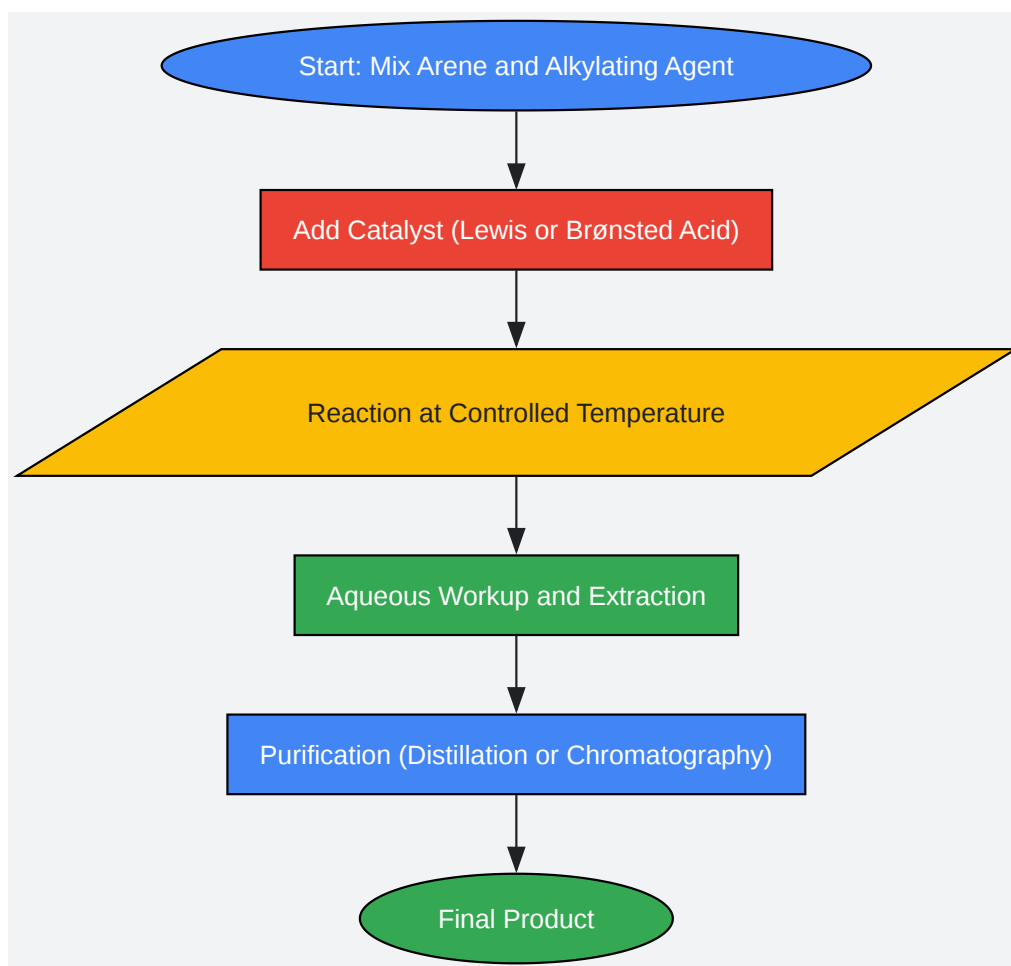 Start: Mix Arene and Alkylating Agent
Add Catalyst (Lewis or Brønsted Acid)
Reaction at Controlled Temperature
Aqueous Workup and Extraction
Purification (Distillation or Chromatography)
Final Product